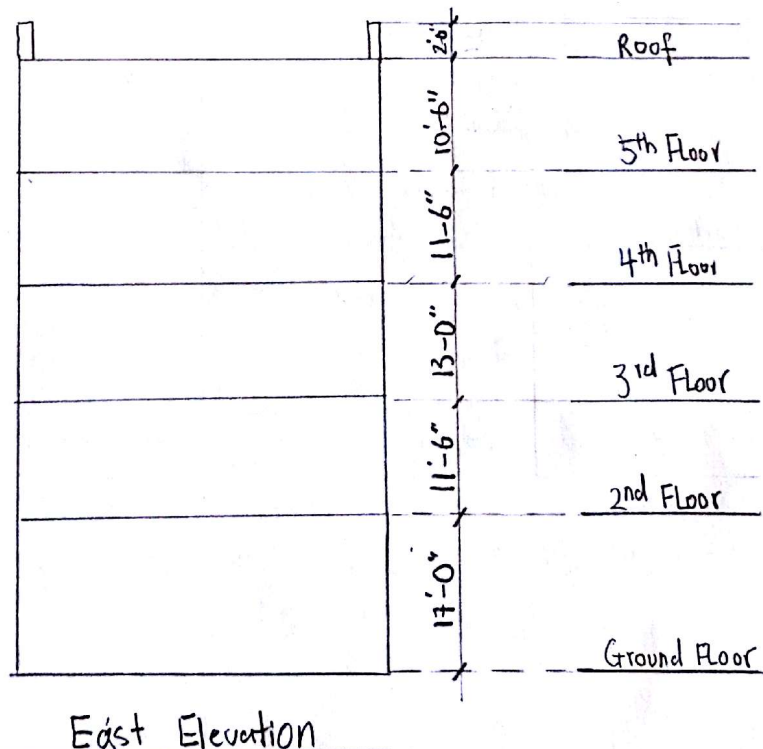 2'-0"
Roof
10'-6"
5th Floor
11'-6"
4th Floor
13'-0"
3rd Floor
11'-6"
2nd Floor
17'-0"
Ground Floor
East Elevation